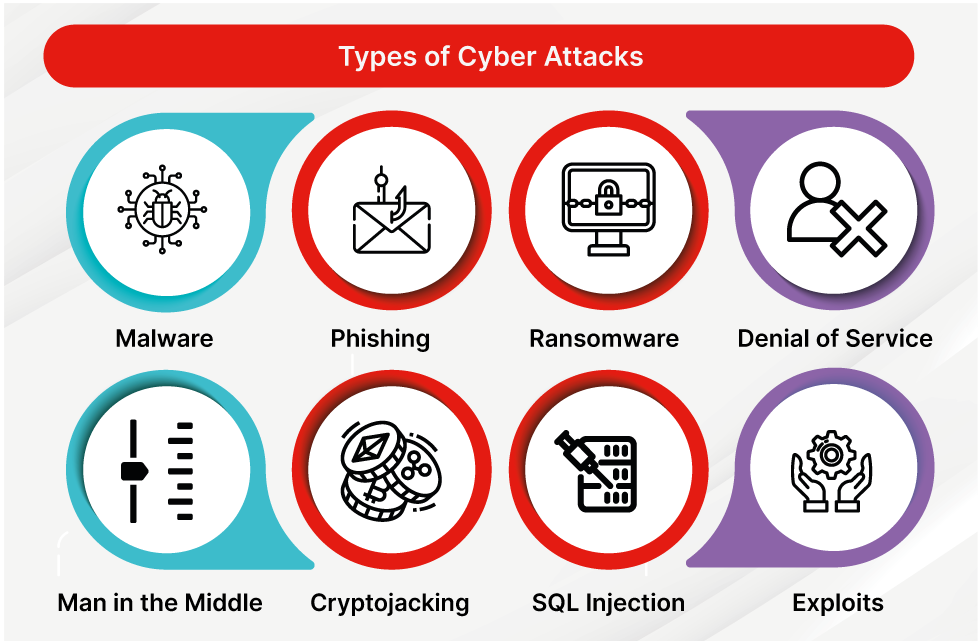 Types of Cyber Attacks
Malware
Phishing
Ransomware
Denial of Service
Man in the Middle
Cryptojacking
SQL Injection
Exploits